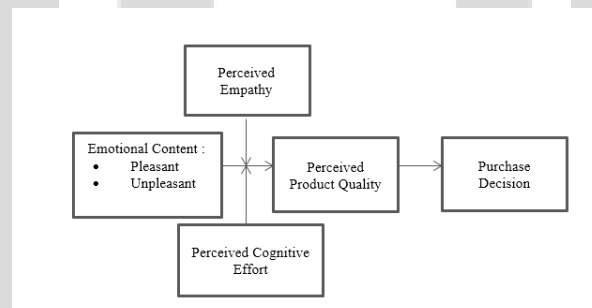 Perceived
Empathy
Emotional Content :
• Pleasant
• Unpleasant
Perceived
Product Quality
Purchase
Decision
Perceived Cognitive
Effort